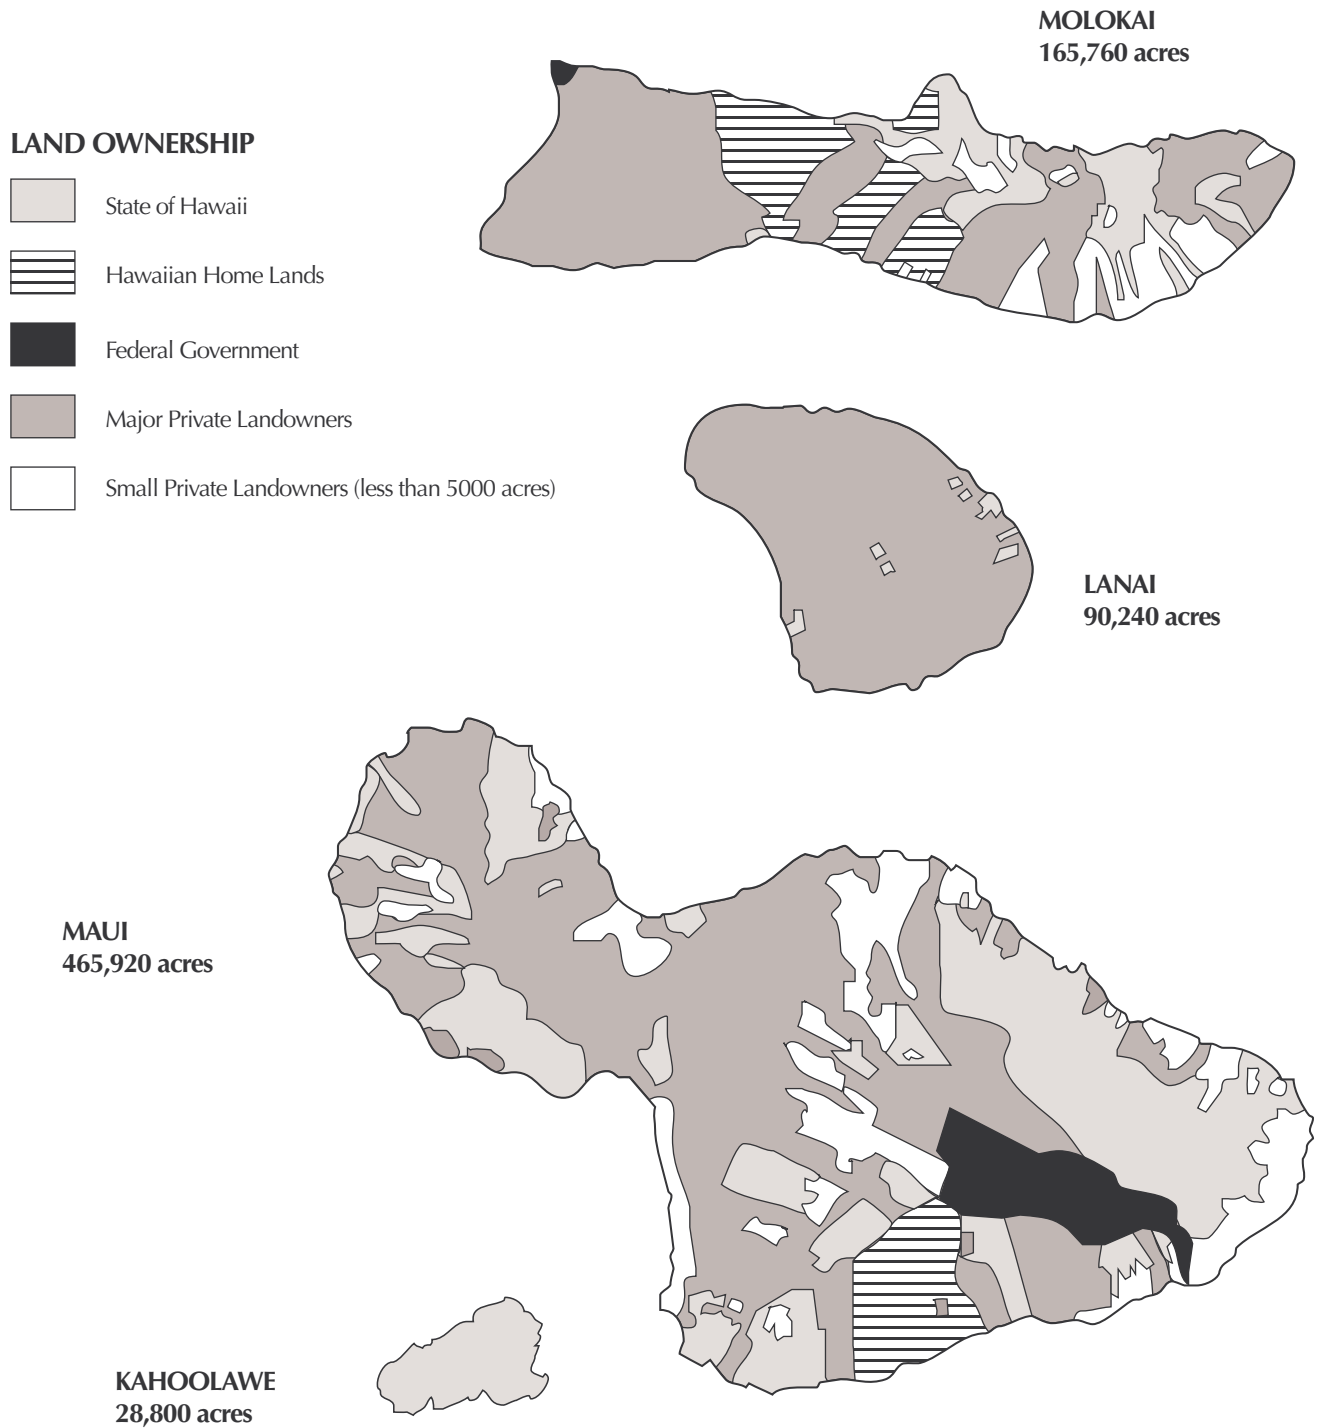 MOLOKAI
165,760 acres
LAND OWNERSHIP
State of Hawaii
Hawaiian Home Lands
Federal Government
Major Private Landowners
Small Private Landowners (less than 5000 acres)
LANAI
90,240 acres
MAUI
465,920 acres
KAHOOLAWE
28,800 acres